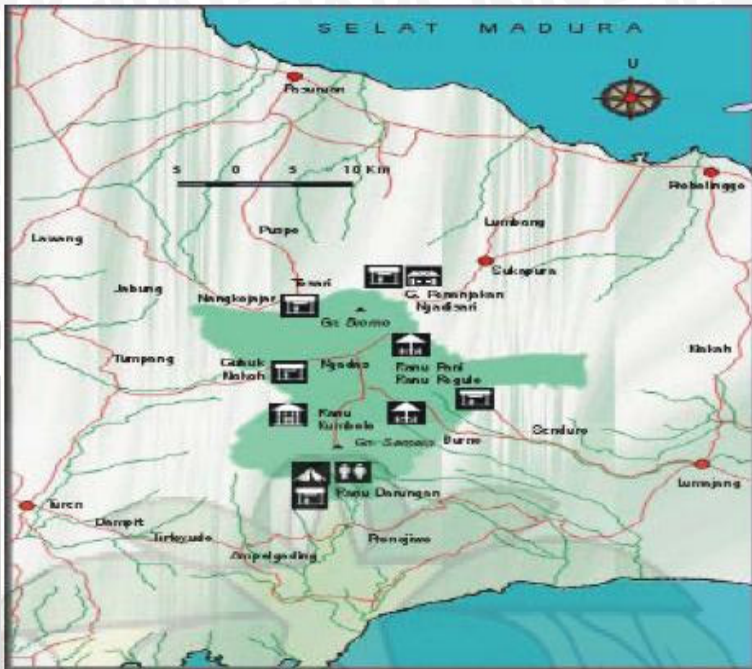 SELAT MADURA
U
Pasuruan
5 0 5 10 Km
Probolinggo
Puspo
Lumbang
Lawang
Sukapura
Tosari
Jabung
G. Penanjakan
Nangkojajar
Ngadisari
Gn. Bromo
Klakah
Tumpang
Gubuk
Klakah
Ngadas
Ranu Pani
Ranu Regulo
Ranu
Kumbolo
Senduro
Gn. Semeru
Burno
Lumajang
Ranu Darungan
Turen
Dampit
Tirtoyudo
Ampelgading
Pronojiwo